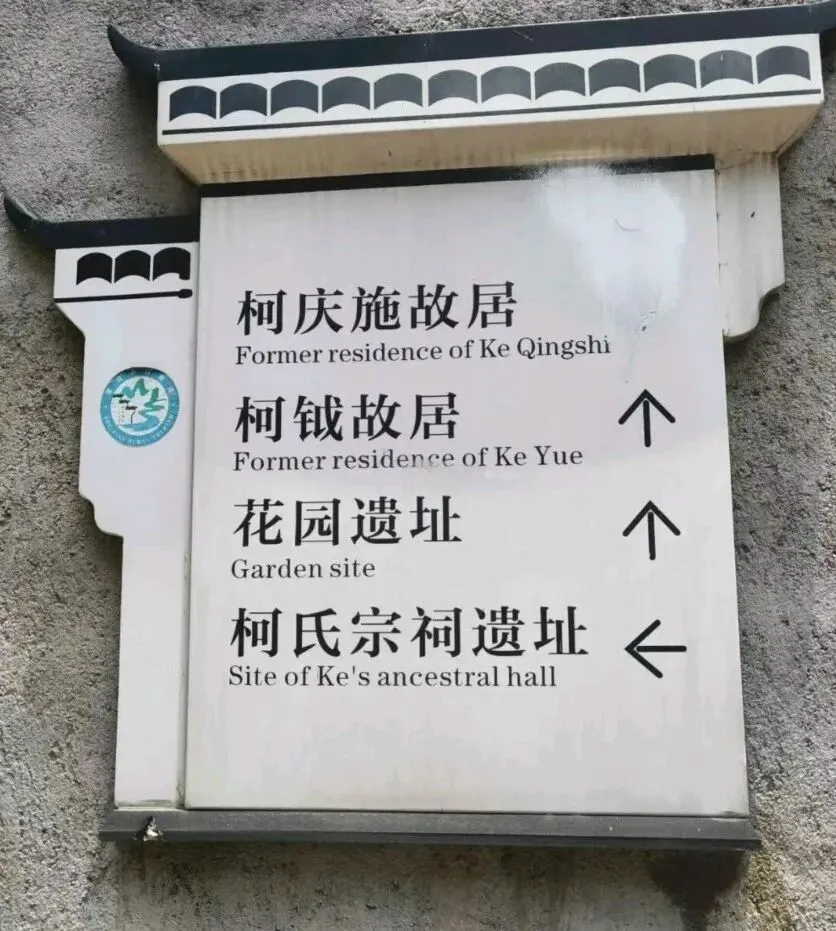 柯庆施故居
Former residence of Ke Qingshi
柯钺故居
Former residence of Ke Yue
花园遗址
Garden site
柯氏宗祠遗址
Site of Ke's ancestral hall